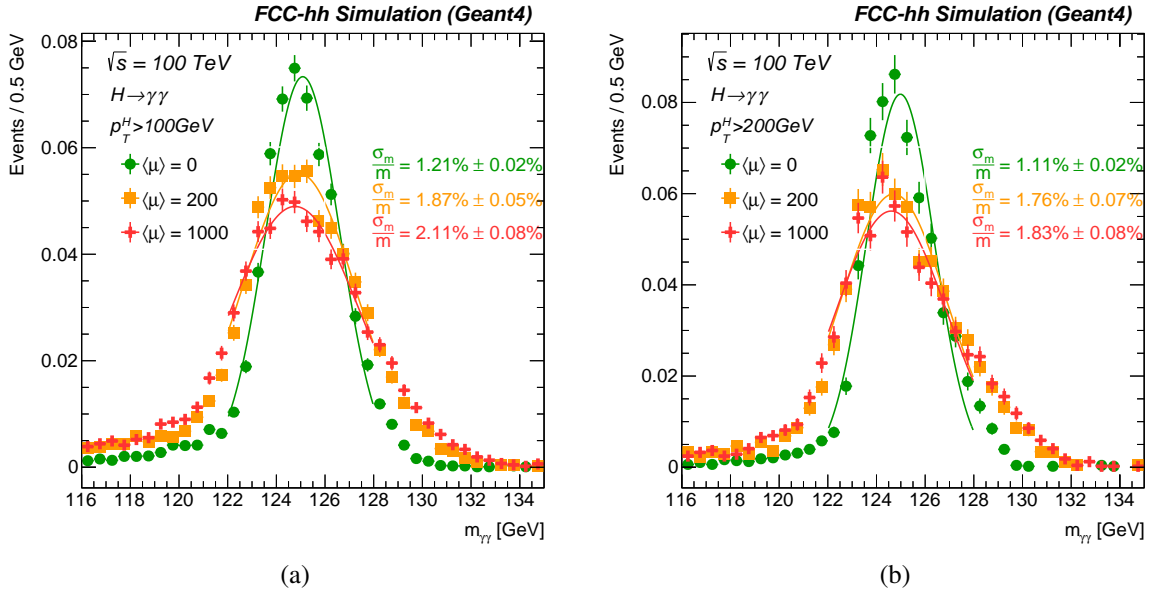 FCC-hh Simulation (Geant4)
Events / 0.5 GeV
0.08
0.06
0.04
0.02
0
√s = 100 TeV
H→γγ
p_T^H>100GeV
⟨μ⟩ = 0
⟨μ⟩ = 200
⟨μ⟩ = 1000
σ_m/m = 1.21% ± 0.02%
σ_m/m = 1.87% ± 0.05%
σ_m/m = 2.11% ± 0.08%
116 118 120 122 124 126 128 130 132 134
m_γγ [GeV]
(a)
FCC-hh Simulation (Geant4)
Events / 0.5 GeV
0.08
0.06
0.04
0.02
0
√s = 100 TeV
H→γγ
p_T^H>200GeV
⟨μ⟩ = 0
⟨μ⟩ = 200
⟨μ⟩ = 1000
σ_m/m = 1.11% ± 0.02%
σ_m/m = 1.76% ± 0.07%
σ_m/m = 1.83% ± 0.08%
116 118 120 122 124 126 128 130 132 134
m_γγ [GeV]
(b)